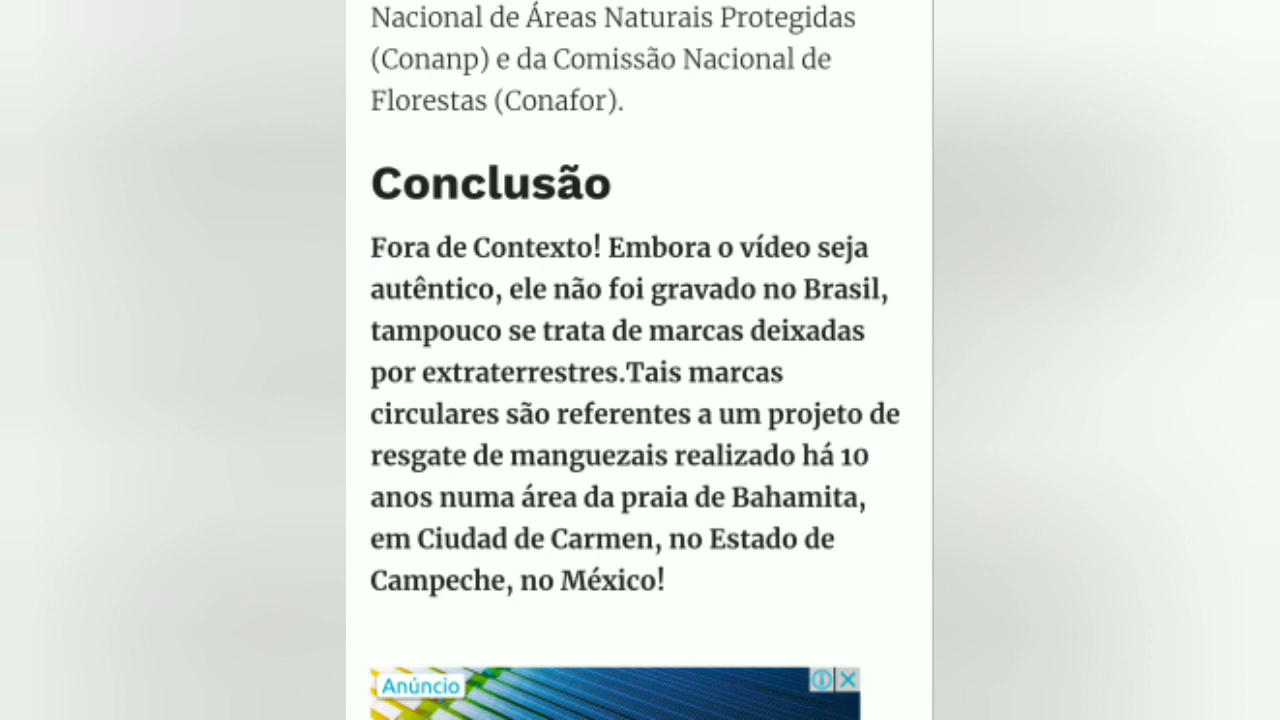 Nacional de Áreas Naturais Protegidas
(Conanp) e da Comissão Nacional de
Florestas (Conafor).
Conclusão
Fora de Contexto! Embora o vídeo seja
autêntico, ele não foi gravado no Brasil,
tampouco se trata de marcas deixadas
por extraterrestres.Tais marcas
circulares são referentes a um projeto de
resgate de manguezais realizado há 10
anos numa área da praia de Bahamita,
em Ciudad de Carmen, no Estado de
Campeche, no México!
Anúncio